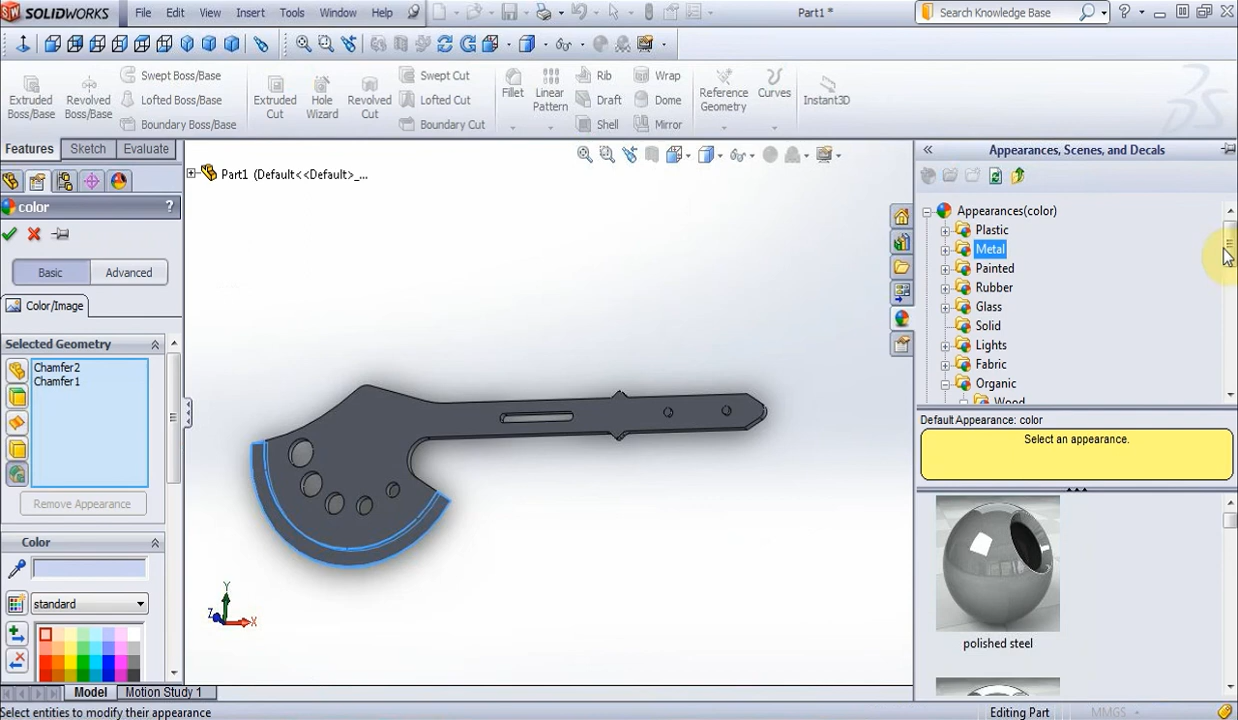 SOLIDWORKS File Edit View Insert Tools Window Help Part1 * Search Knowledge Base ?
Extruded Boss/Base
Revolved Boss/Base
Swept Boss/Base
Lofted Boss/Base
Boundary Boss/Base
Extruded Cut
Hole Wizard
Revolved Cut
Swept Cut
Lofted Cut
Boundary Cut
Fillet
Linear Pattern
Rib
Draft
Shell
Wrap
Dome
Mirror
Reference Geometry
Curves
Instant3D
Features Sketch Evaluate
color ?
Basic Advanced
Color/Image
Selected Geometry
Chamfer2
Chamfer1
Remove Appearance
Color
standard
Part1 (Default<<Default>_...
Y
Z
X
Appearances, Scenes, and Decals
Appearances(color)
Plastic
Metal
Painted
Rubber
Glass
Solid
Lights
Fabric
Organic
Wood
Default Appearance: color
Select an appearance.
polished steel
Model Motion Study 1
Select entities to modify their appearance Editing Part MMGS